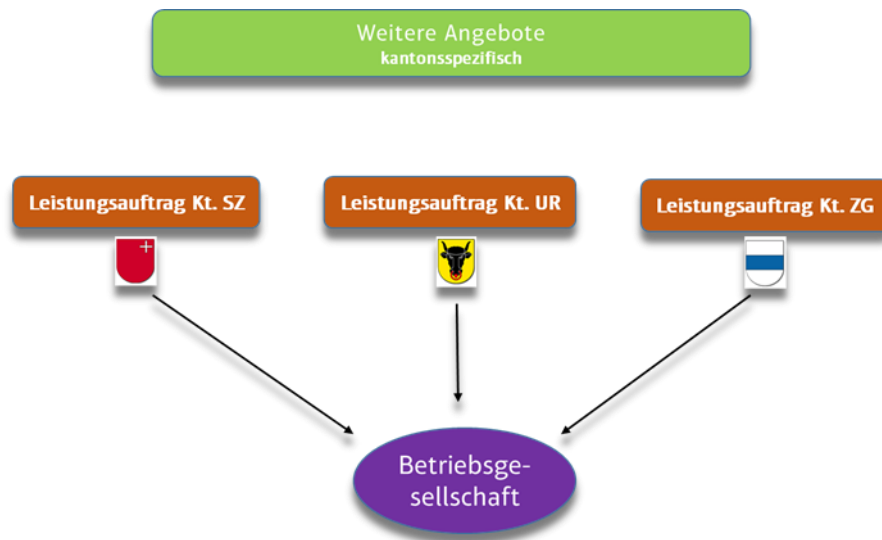 Weitere Angebote
kantonsspezifisch
Leistungsauftrag Kt. SZ
Leistungsauftrag Kt. UR
Leistungsauftrag Kt. ZG
Betriebsge-
sellschaft